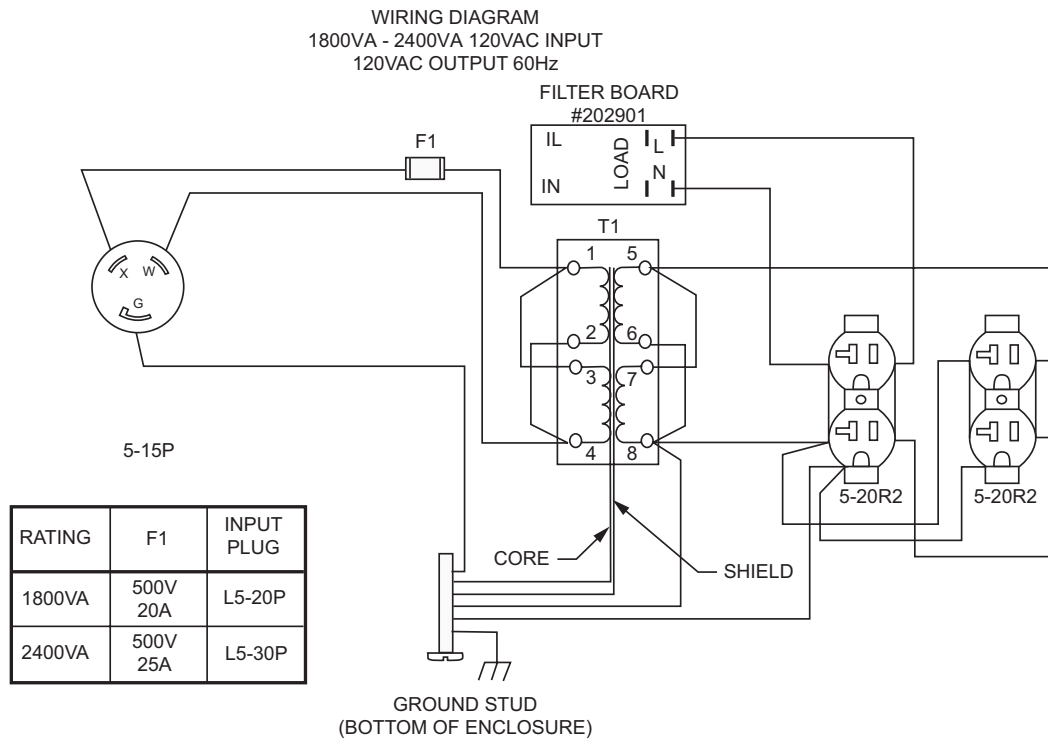 WIRING DIAGRAM
1800VA - 2400VA 120VAC INPUT
120VAC OUTPUT 60Hz
FILTER BOARD
#202901
F1
IL
LOAD
L
IN
N
T1
1
5
X
W
G
2
6
3
7
4
8
5-15P
5-20R2
5-20R2
RATING
F1
INPUT
PLUG
1800VA
500V
20A
L5-20P
2400VA
500V
25A
L5-30P
CORE
SHIELD
GROUND STUD
(BOTTOM OF ENCLOSURE)